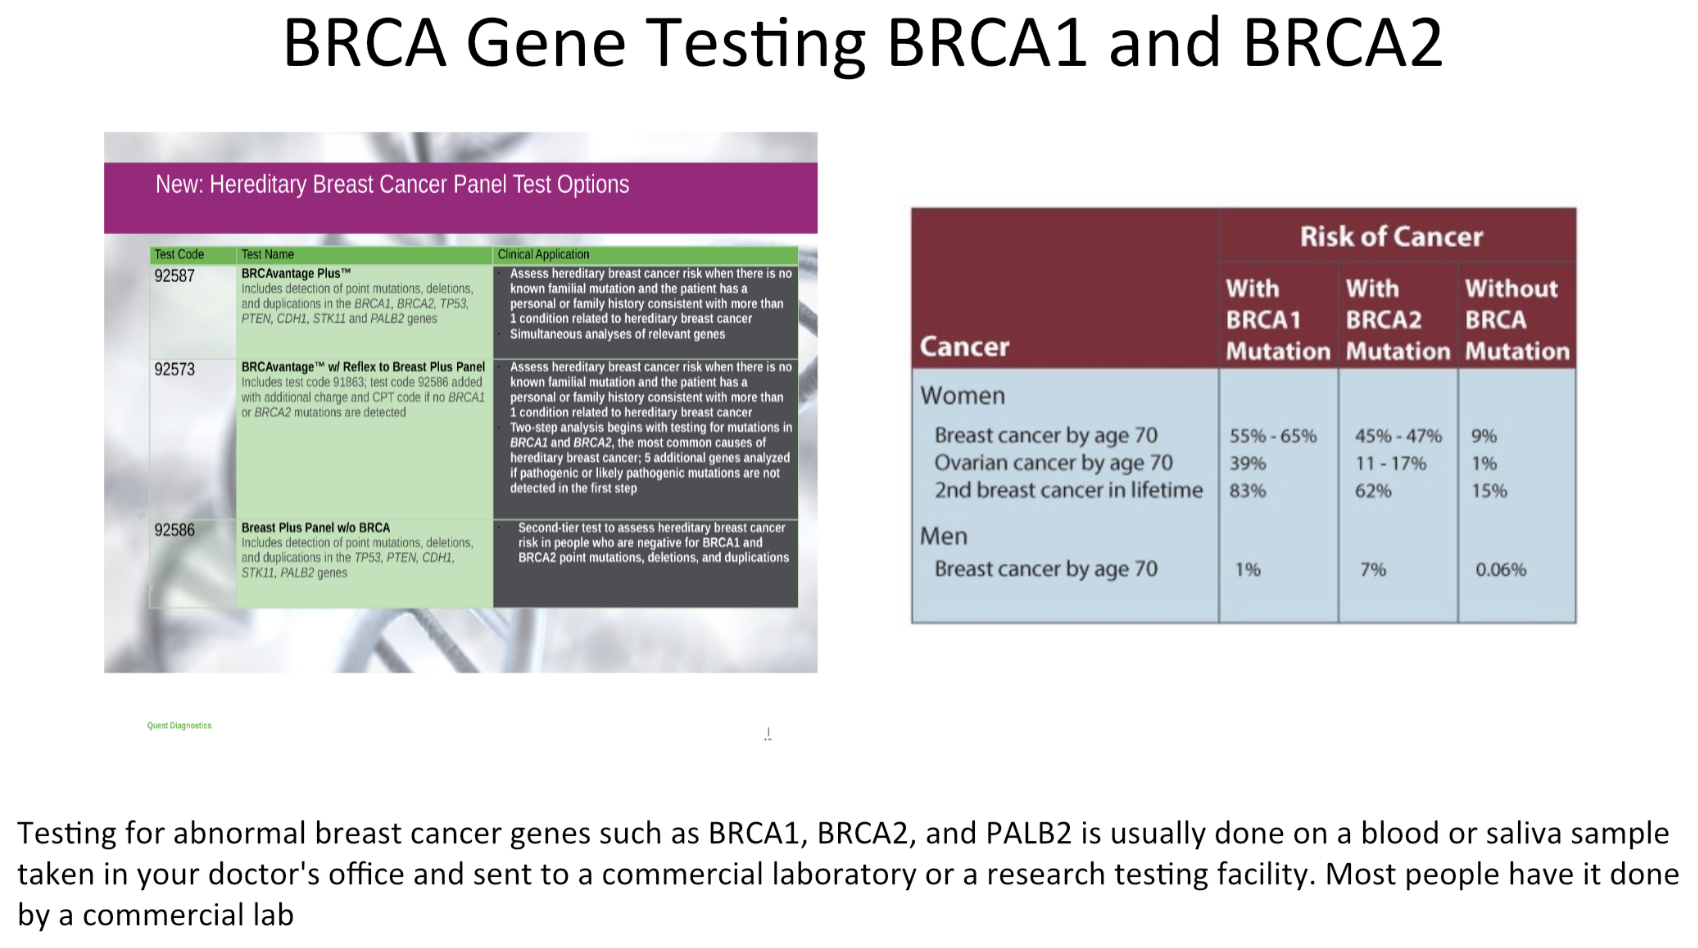 BRCA Gene Testing BRCA1 and BRCA2
New: Hereditary Breast Cancer Panel Test Options
Test Code Test Name Clinical Application
92587
BRCAvantage Plus™
Includes detection of point mutations, deletions,
and duplications in the BRCA1, BRCA2, TP53,
PTEN, CDH1, STK11 and PALB2 genes
Assess hereditary breast cancer risk when there is no
known familial mutation and the patient has a
personal or family history consistent with more than
1 condition related to hereditary breast cancer
Simultaneous analyses of relevant genes
92573
BRCAvantage™ w/ Reflex to Breast Plus Panel
Includes test code 91863; test code 92586 added
with additional charge and CPT code if no BRCA1
or BRCA2 mutations are detected
Assess hereditary breast cancer risk when there is no
known familial mutation and the patient has a
personal or family history consistent with more than
1 condition related to hereditary breast cancer
Two-step analysis begins with testing for mutations in
BRCA1 and BRCA2, the most common causes of
hereditary breast cancer; 5 additional genes analyzed
if pathogenic or likely pathogenic mutations are not
detected in the first step
92586
Breast Plus Panel w/o BRCA
Includes detection of point mutations, deletions,
and duplications in the TP53, PTEN, CDH1,
STK11, PALB2 genes
Second-tier test to assess hereditary breast cancer
risk in people who are negative for BRCA1 and
BRCA2 point mutations, deletions, and duplications
Quest Diagnostics
Risk of Cancer
Cancer
With
BRCA1
Mutation
With
BRCA2
Mutation
Without
BRCA
Mutation
Women
Breast cancer by age 70 55% - 65% 45% - 47% 9%
Ovarian cancer by age 70 39% 11 - 17% 1%
2nd breast cancer in lifetime 83% 62% 15%
Men
Breast cancer by age 70 1% 7% 0.06%
Testing for abnormal breast cancer genes such as BRCA1, BRCA2, and PALB2 is usually done on a blood or saliva sample
taken in your doctor's office and sent to a commercial laboratory or a research testing facility. Most people have it done
by a commercial lab